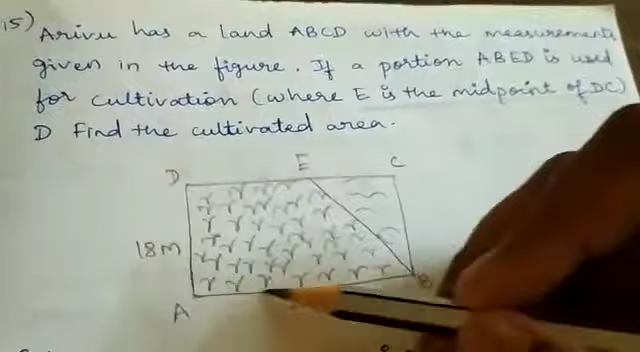 15) Arivu has a land ABCD with the measurements
given in the figure. If a portion ABED is used
for cultivation (where E is the midpoint of DC)
D Find the cultivated area.
D E C
18M
A B